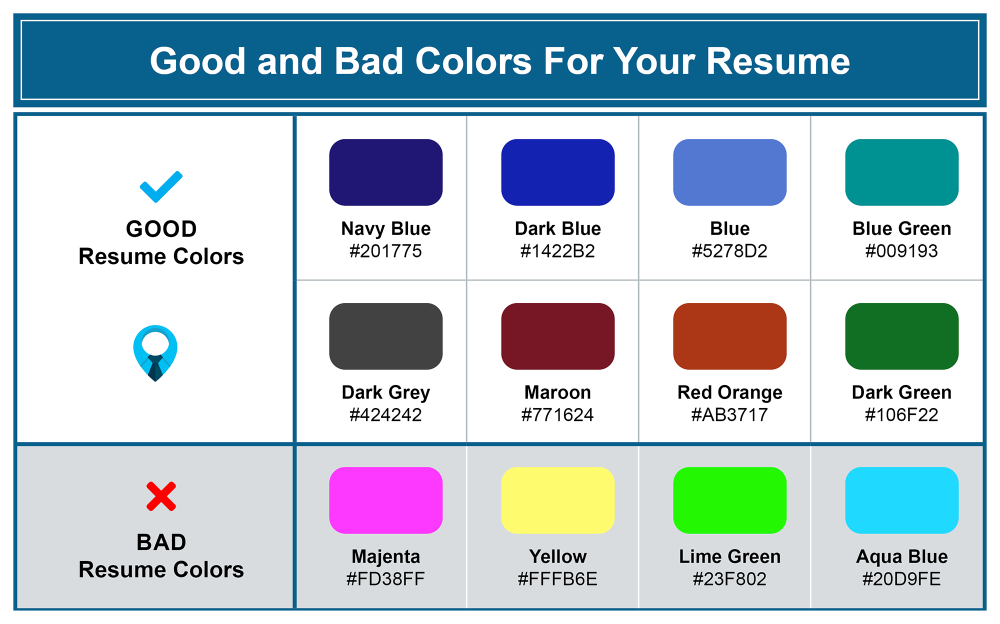 Good and Bad Colors For Your Resume
GOOD
Resume Colors
Navy Blue
#201775
Dark Blue
#1422B2
Blue
#5278D2
Blue Green
#009193
Dark Grey
#424242
Maroon
#771624
Red Orange
#AB3717
Dark Green
#106F22
BAD
Resume Colors
Majenta
#FD38FF
Yellow
#FFFB6E
Lime Green
#23F802
Aqua Blue
#20D9FE